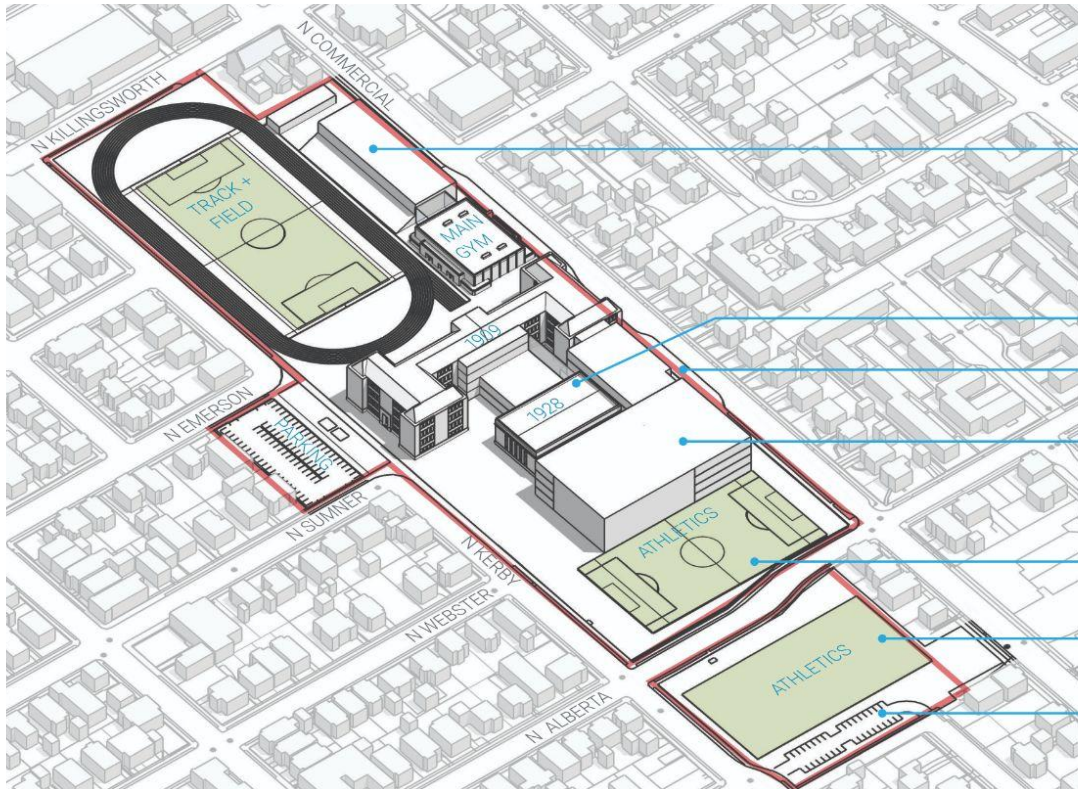 N COMMERCIAL
N KILLINGSWORTH
TRACK +
FIELD
MAIN
GYM
1909
1928
N EMERSON
PARKING
N SUMNER
ATHLETICS
N KERBY
N WEBSTER
ATHLETICS
N ALBERTA